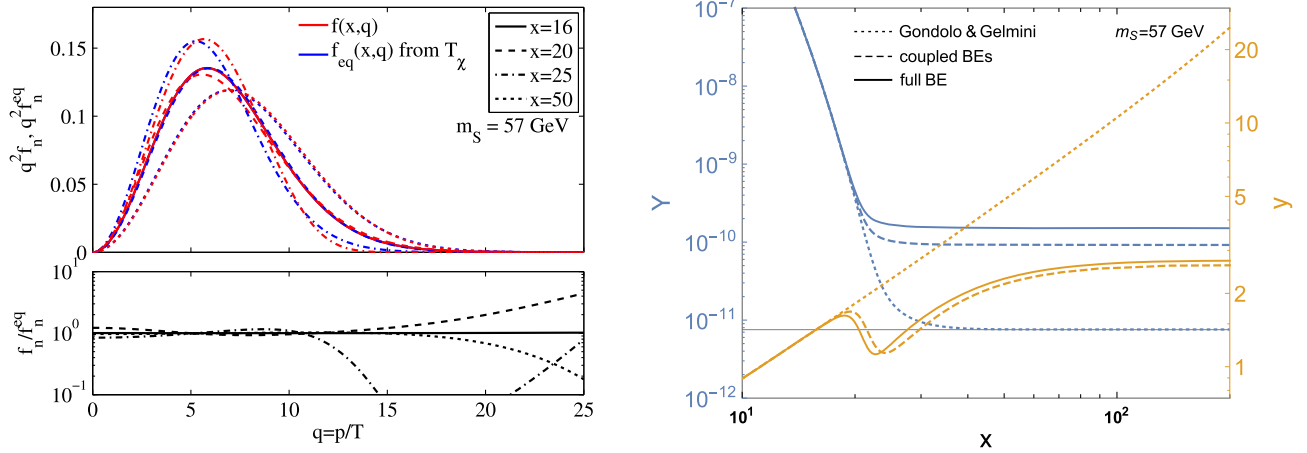 f(x,q)
f_eq(x,q) from T_χ
x=16
x=20
x=25
x=50
m_S = 57 GeV
q²f_n, q²f_n^eq
0.15
0.1
0.05
0
f_n/f_n^eq
10^1
10^0
10^-1
0 5 10 15 20 25
q=p/T
Gondolo & Gelmini
coupled BEs
full BE
m_S=57 GeV
Y
10^-7
10^-8
10^-9
10^-10
10^-11
10^-12
10^1 10^2
x
20
10
5
2
1
y